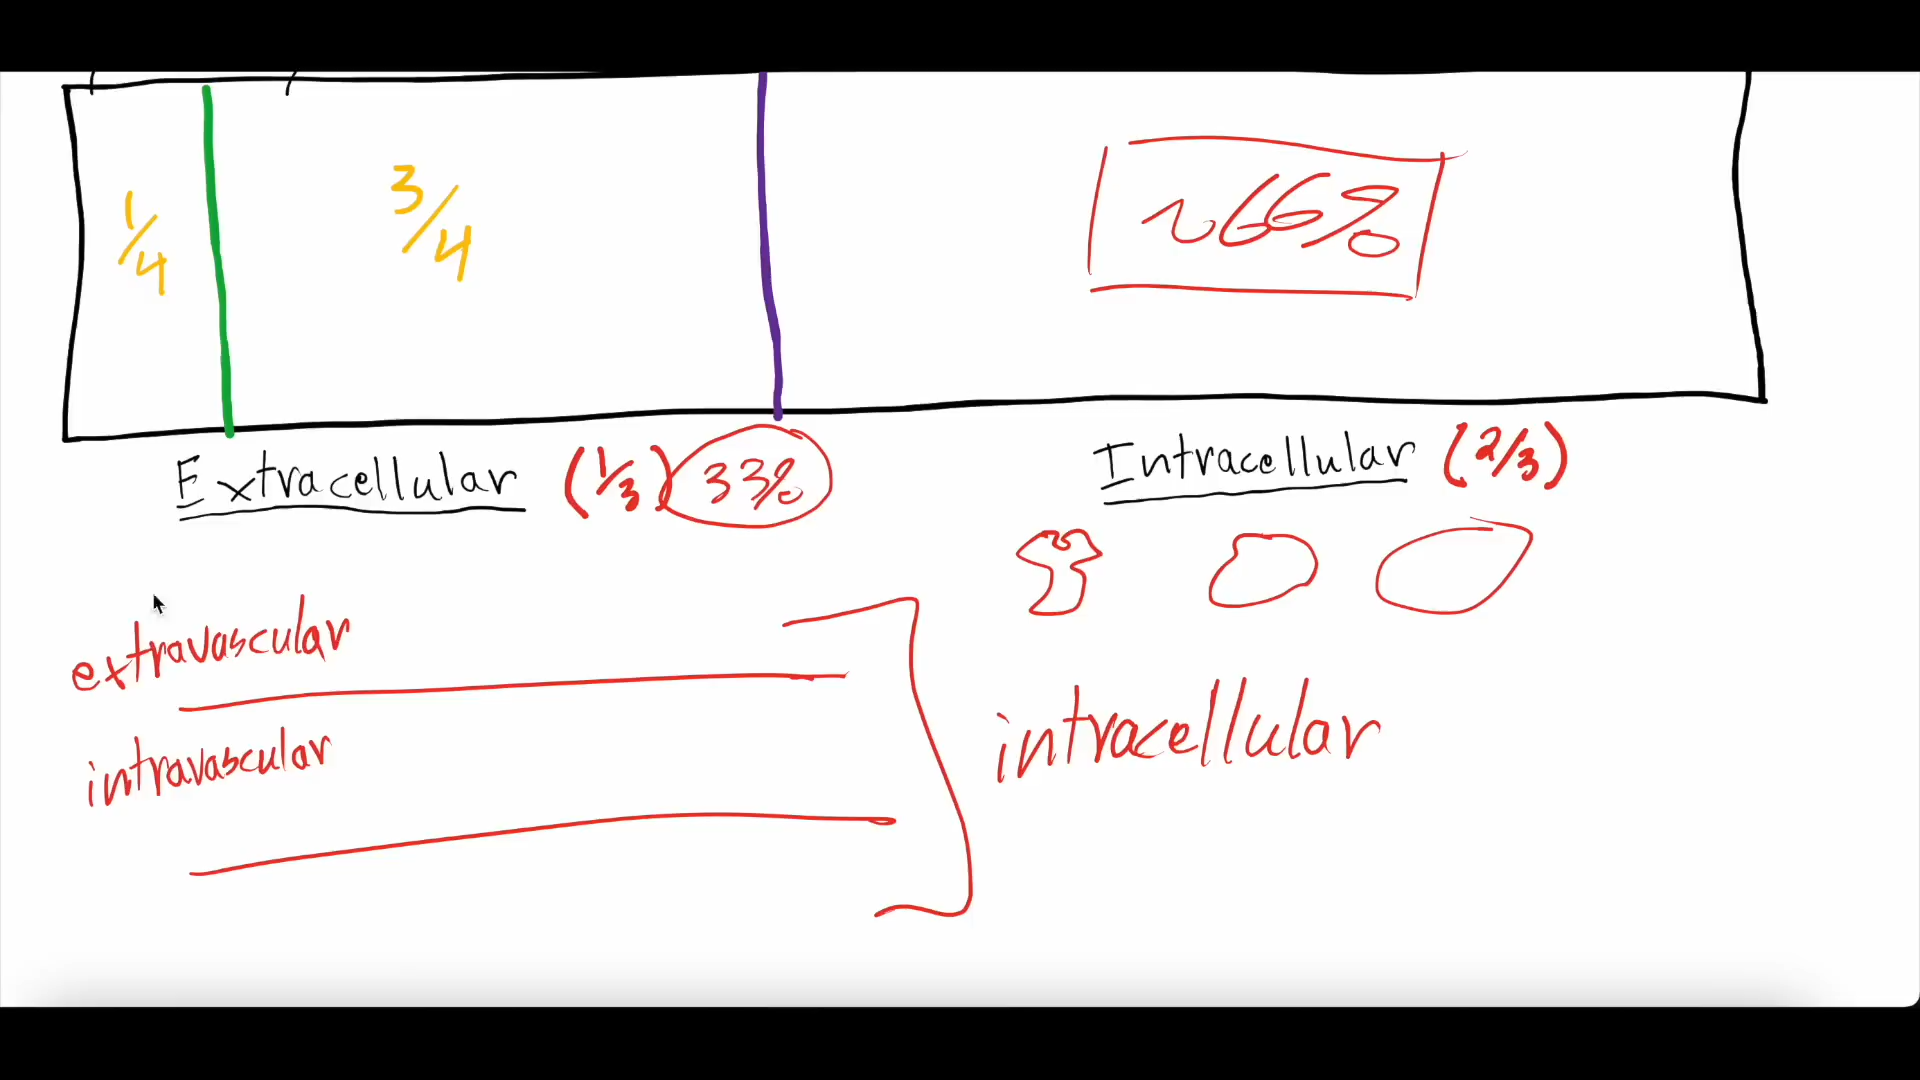 1/4
3/4
~66%
Extracellular (1/3) 33%
Intracellular (2/3)
extravascular
intravascular
intracellular